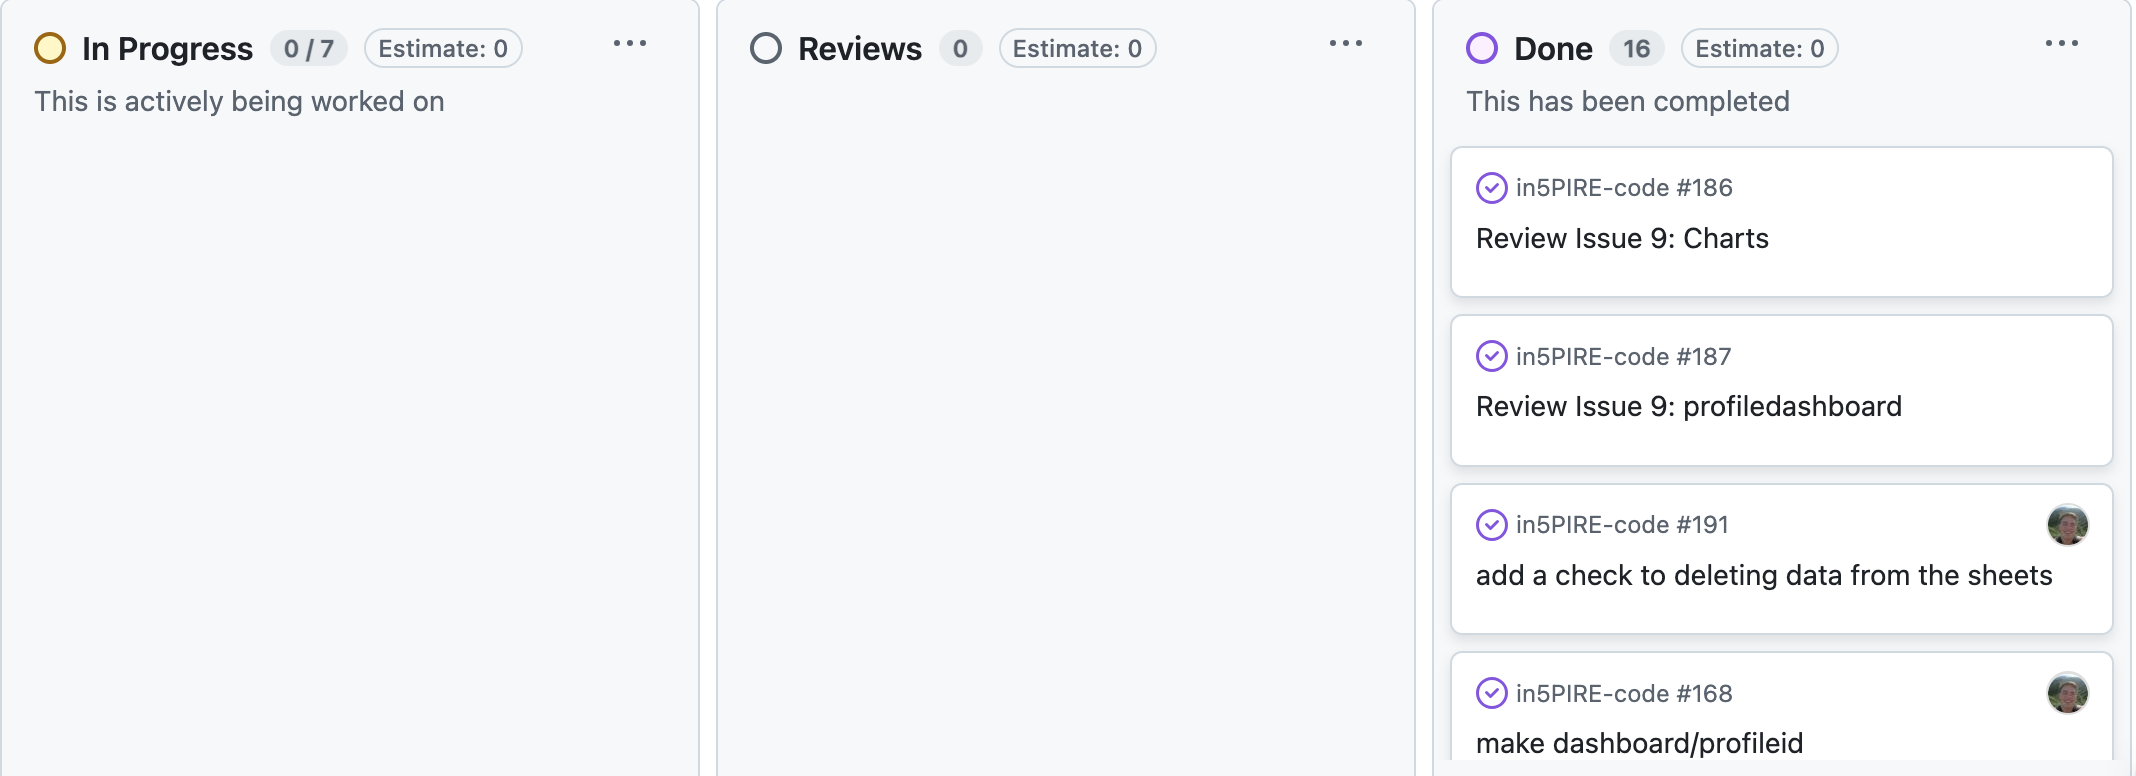 In Progress 0 / 7 Estimate: 0
This is actively being worked on
Reviews 0 Estimate: 0
Done 16 Estimate: 0
This has been completed
in5PIRE-code #186
Review Issue 9: Charts
in5PIRE-code #187
Review Issue 9: profiledashboard
in5PIRE-code #191
add a check to deleting data from the sheets
in5PIRE-code #168
make dashboard/profileid